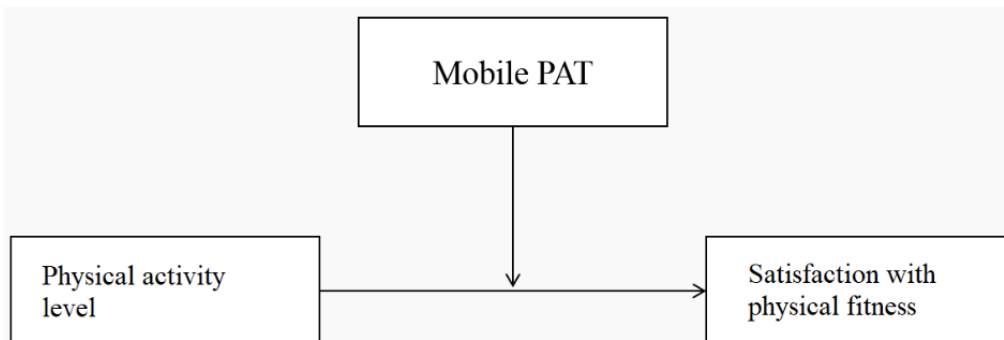 Mobile PAT
Physical activity
level
Satisfaction with
physical fitness